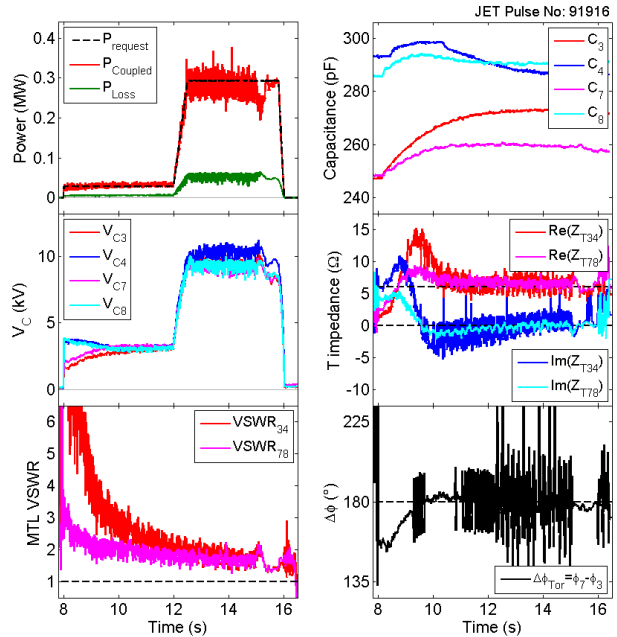 JET Pulse No: 91916
Power (MW)
0.4
0.3
0.2
0.1
0
P_request
P_Coupled
P_Loss
Capacitance (pF)
300
280
260
240
C_3
C_4
C_7
C_8
V_C (kV)
10
5
0
V_C3
V_C4
V_C7
V_C8
T impedance (Ω)
15
10
5
0
-5
-10
Re(Z_T34)
Re(Z_T78)
Im(Z_T34)
Im(Z_T78)
MTL VSWR
6
5
4
3
2
1
VSWR_34
VSWR_78
8 10 12 14 16
Time (s)
Δϕ (°)
225
180
135
Δϕ_Tor=ϕ_7-ϕ_3
8 10 12 14 16
Time (s)